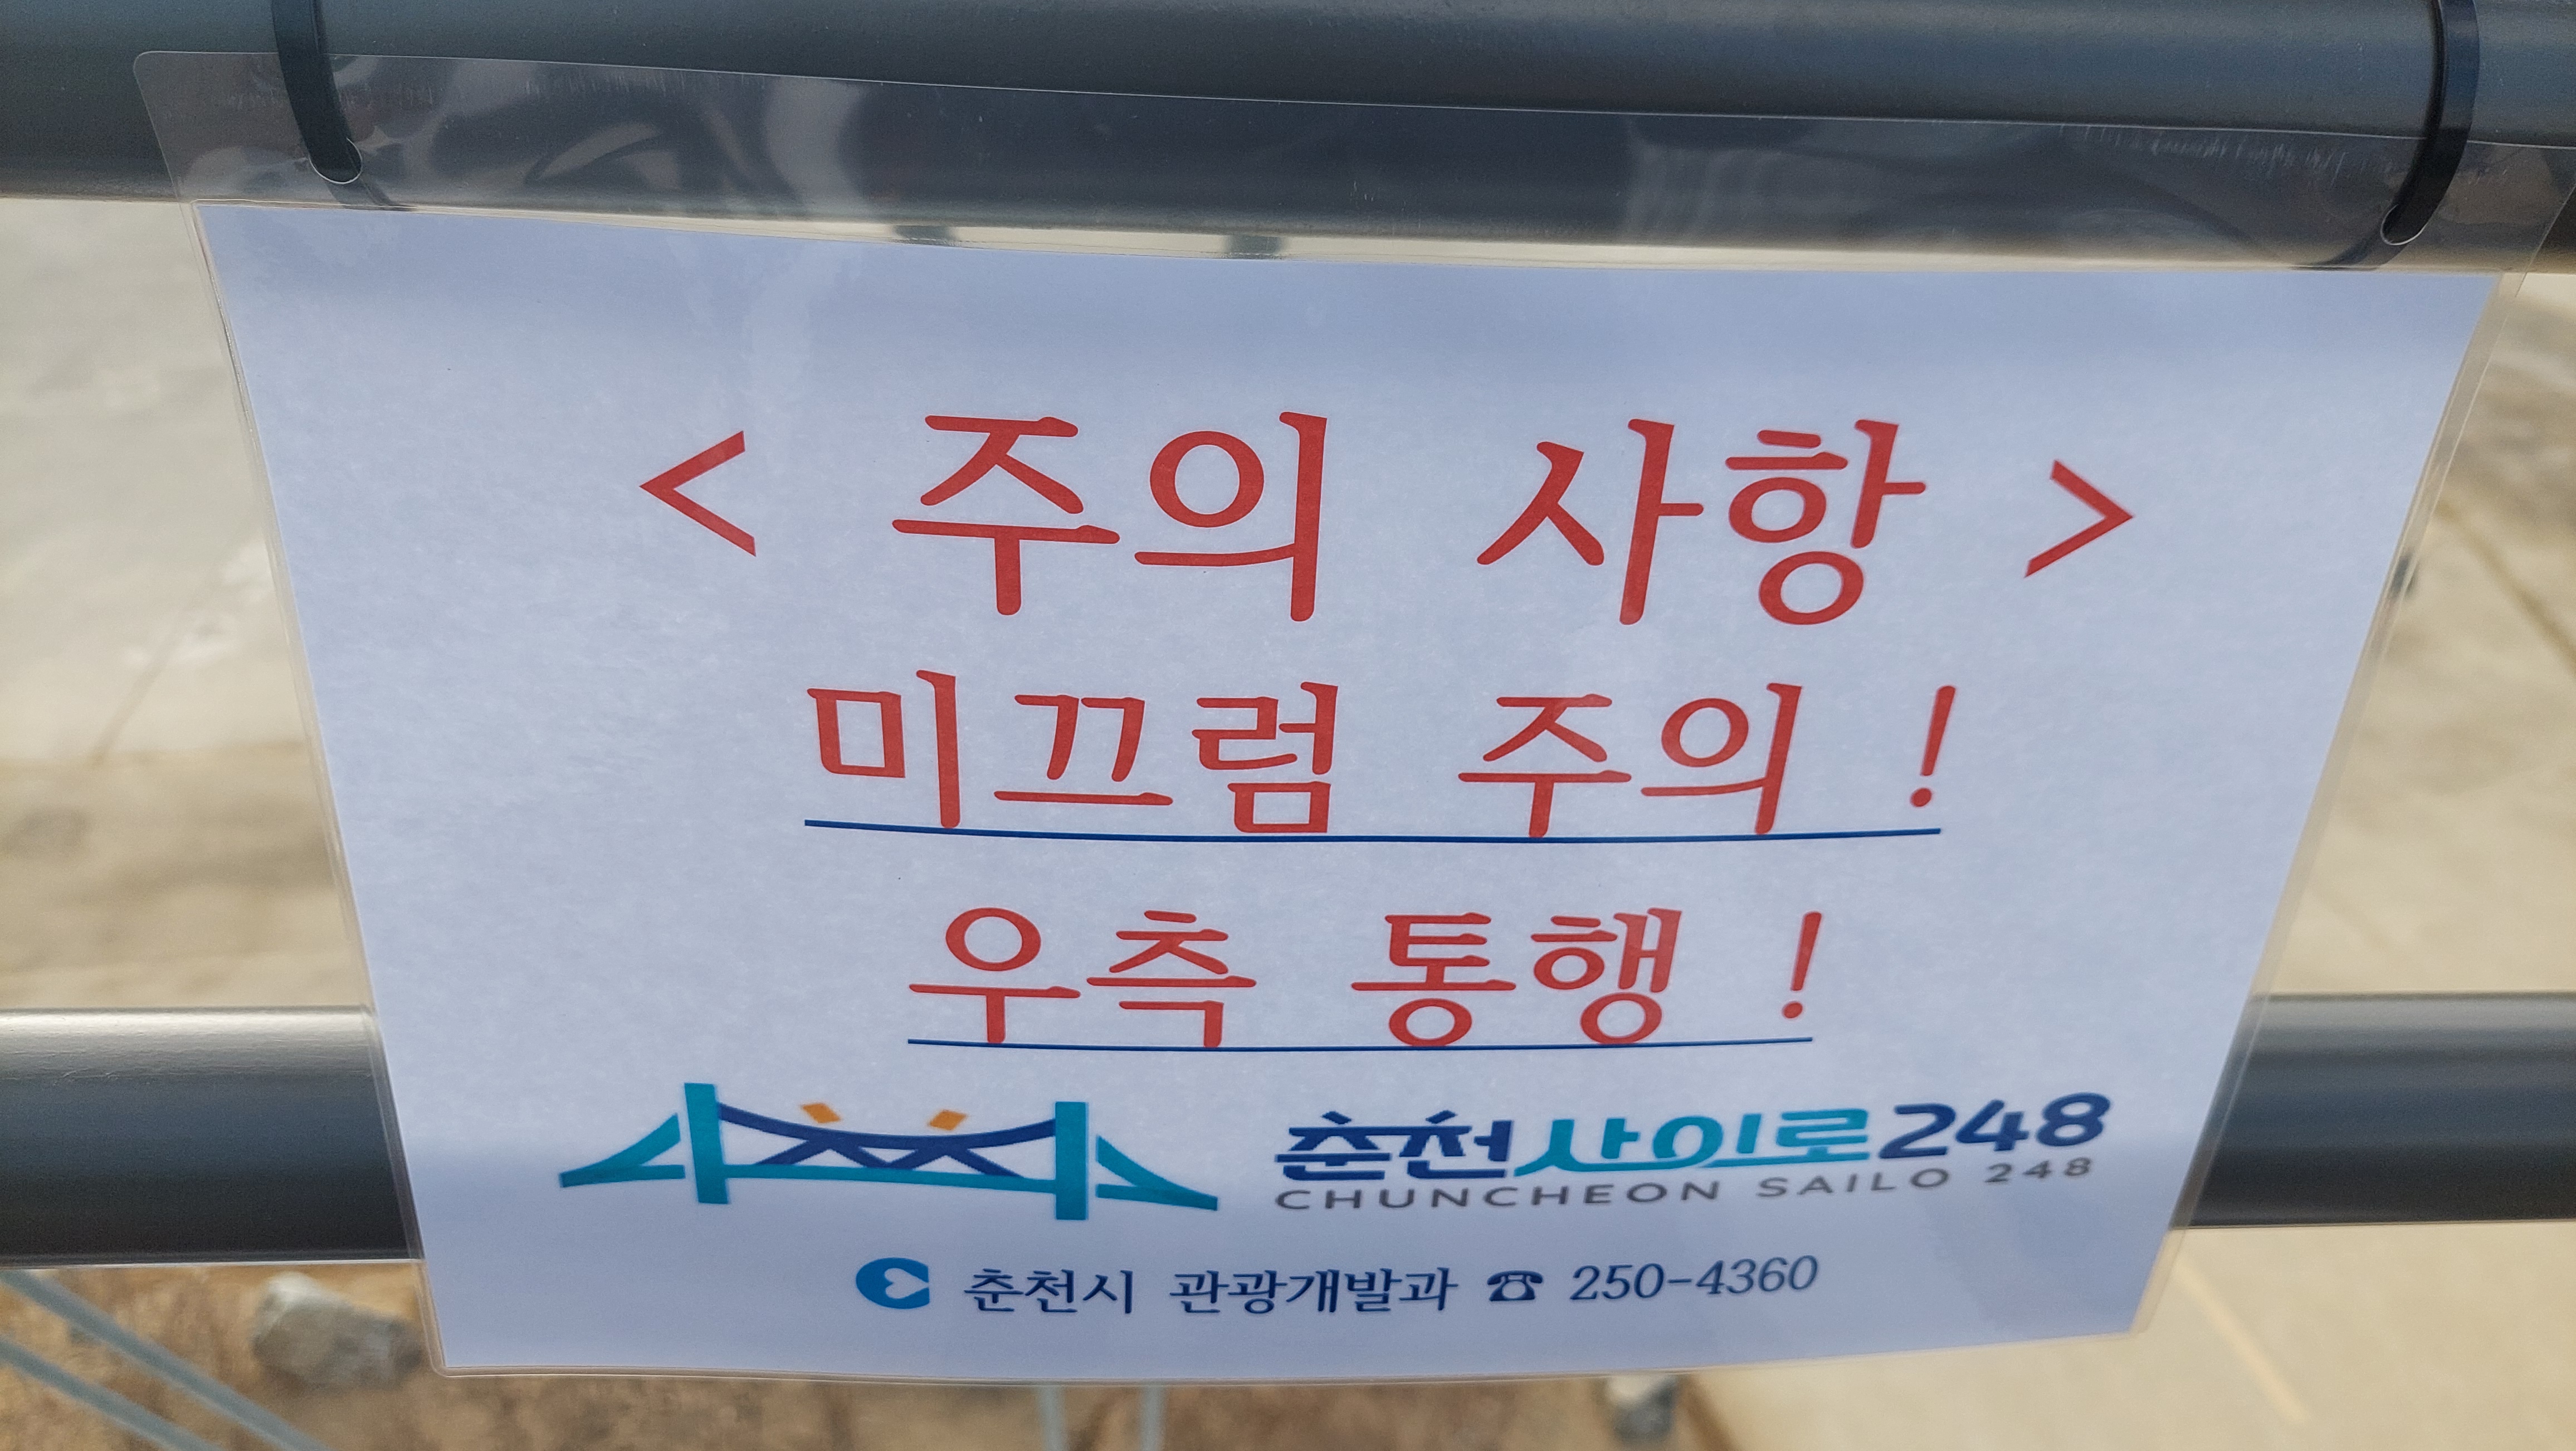 < 주의 사항 >
미끄럼 주의 !
우측 통행 !
춘천사이로248
CHUNCHEON SAILO 248
춘천시 관광개발과 ☎ 250-4360